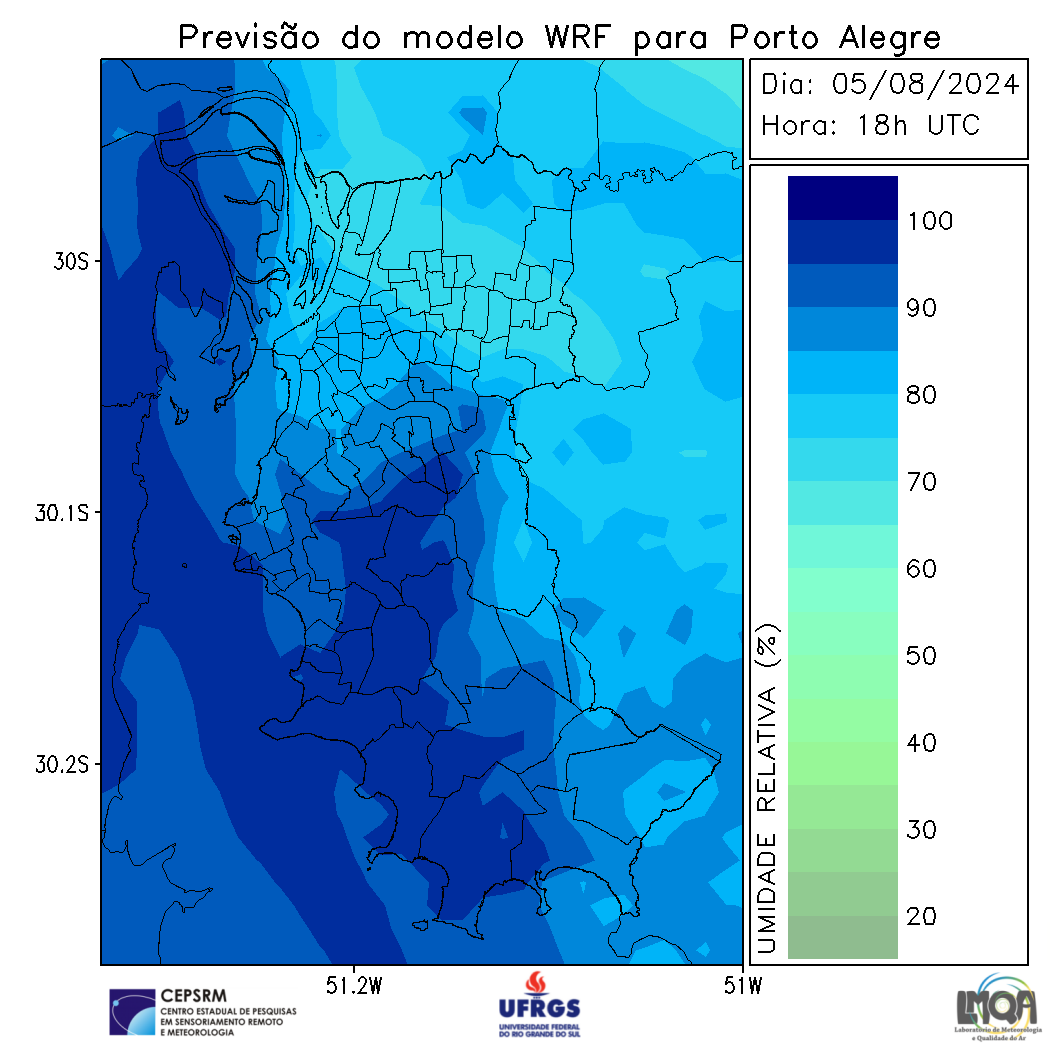 Previsão do modelo WRF para Porto Alegre
Dia: 05/08/2024
Hora: 18h UTC
30S
30.1S
30.2S
51.2W
51W
100
90
80
70
60
50
40
30
20
UMIDADE RELATIVA (%)
CEPSRM
CENTRO ESTADUAL DE PESQUISAS
EM SENSORIAMENTO REMOTO
E METEOROLOGIA
UFRGS
UNIVERSIDADE FEDERAL
DO RIO GRANDE DO SUL
LMQA
Laboratório de Meteorologia
e Qualidade do Ar